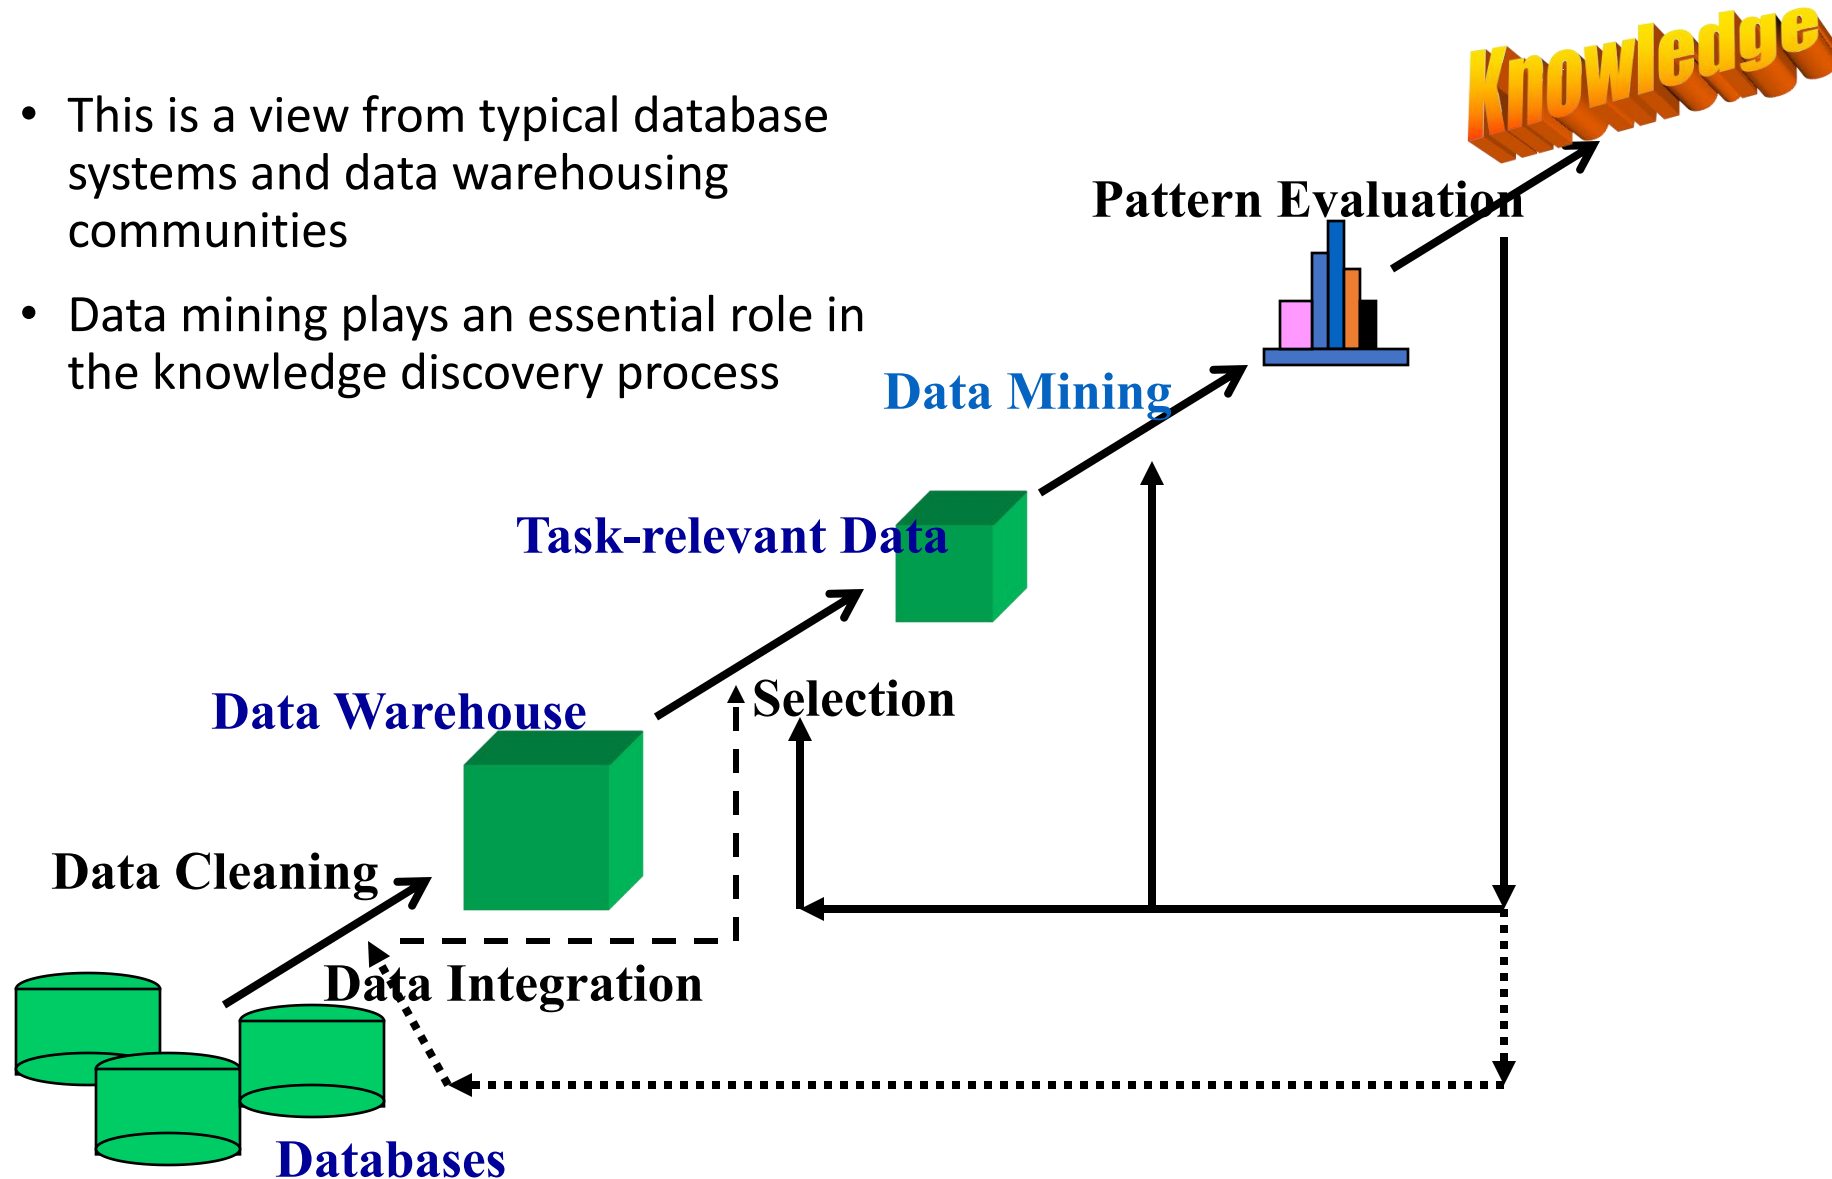 • This is a view from typical database
systems and data warehousing
communities
• Data mining plays an essential role in
the knowledge discovery process
Knowledge
Pattern Evaluation
Data Mining
Task-relevant Data
Selection
Data Warehouse
Data Cleaning
Data Integration
Databases